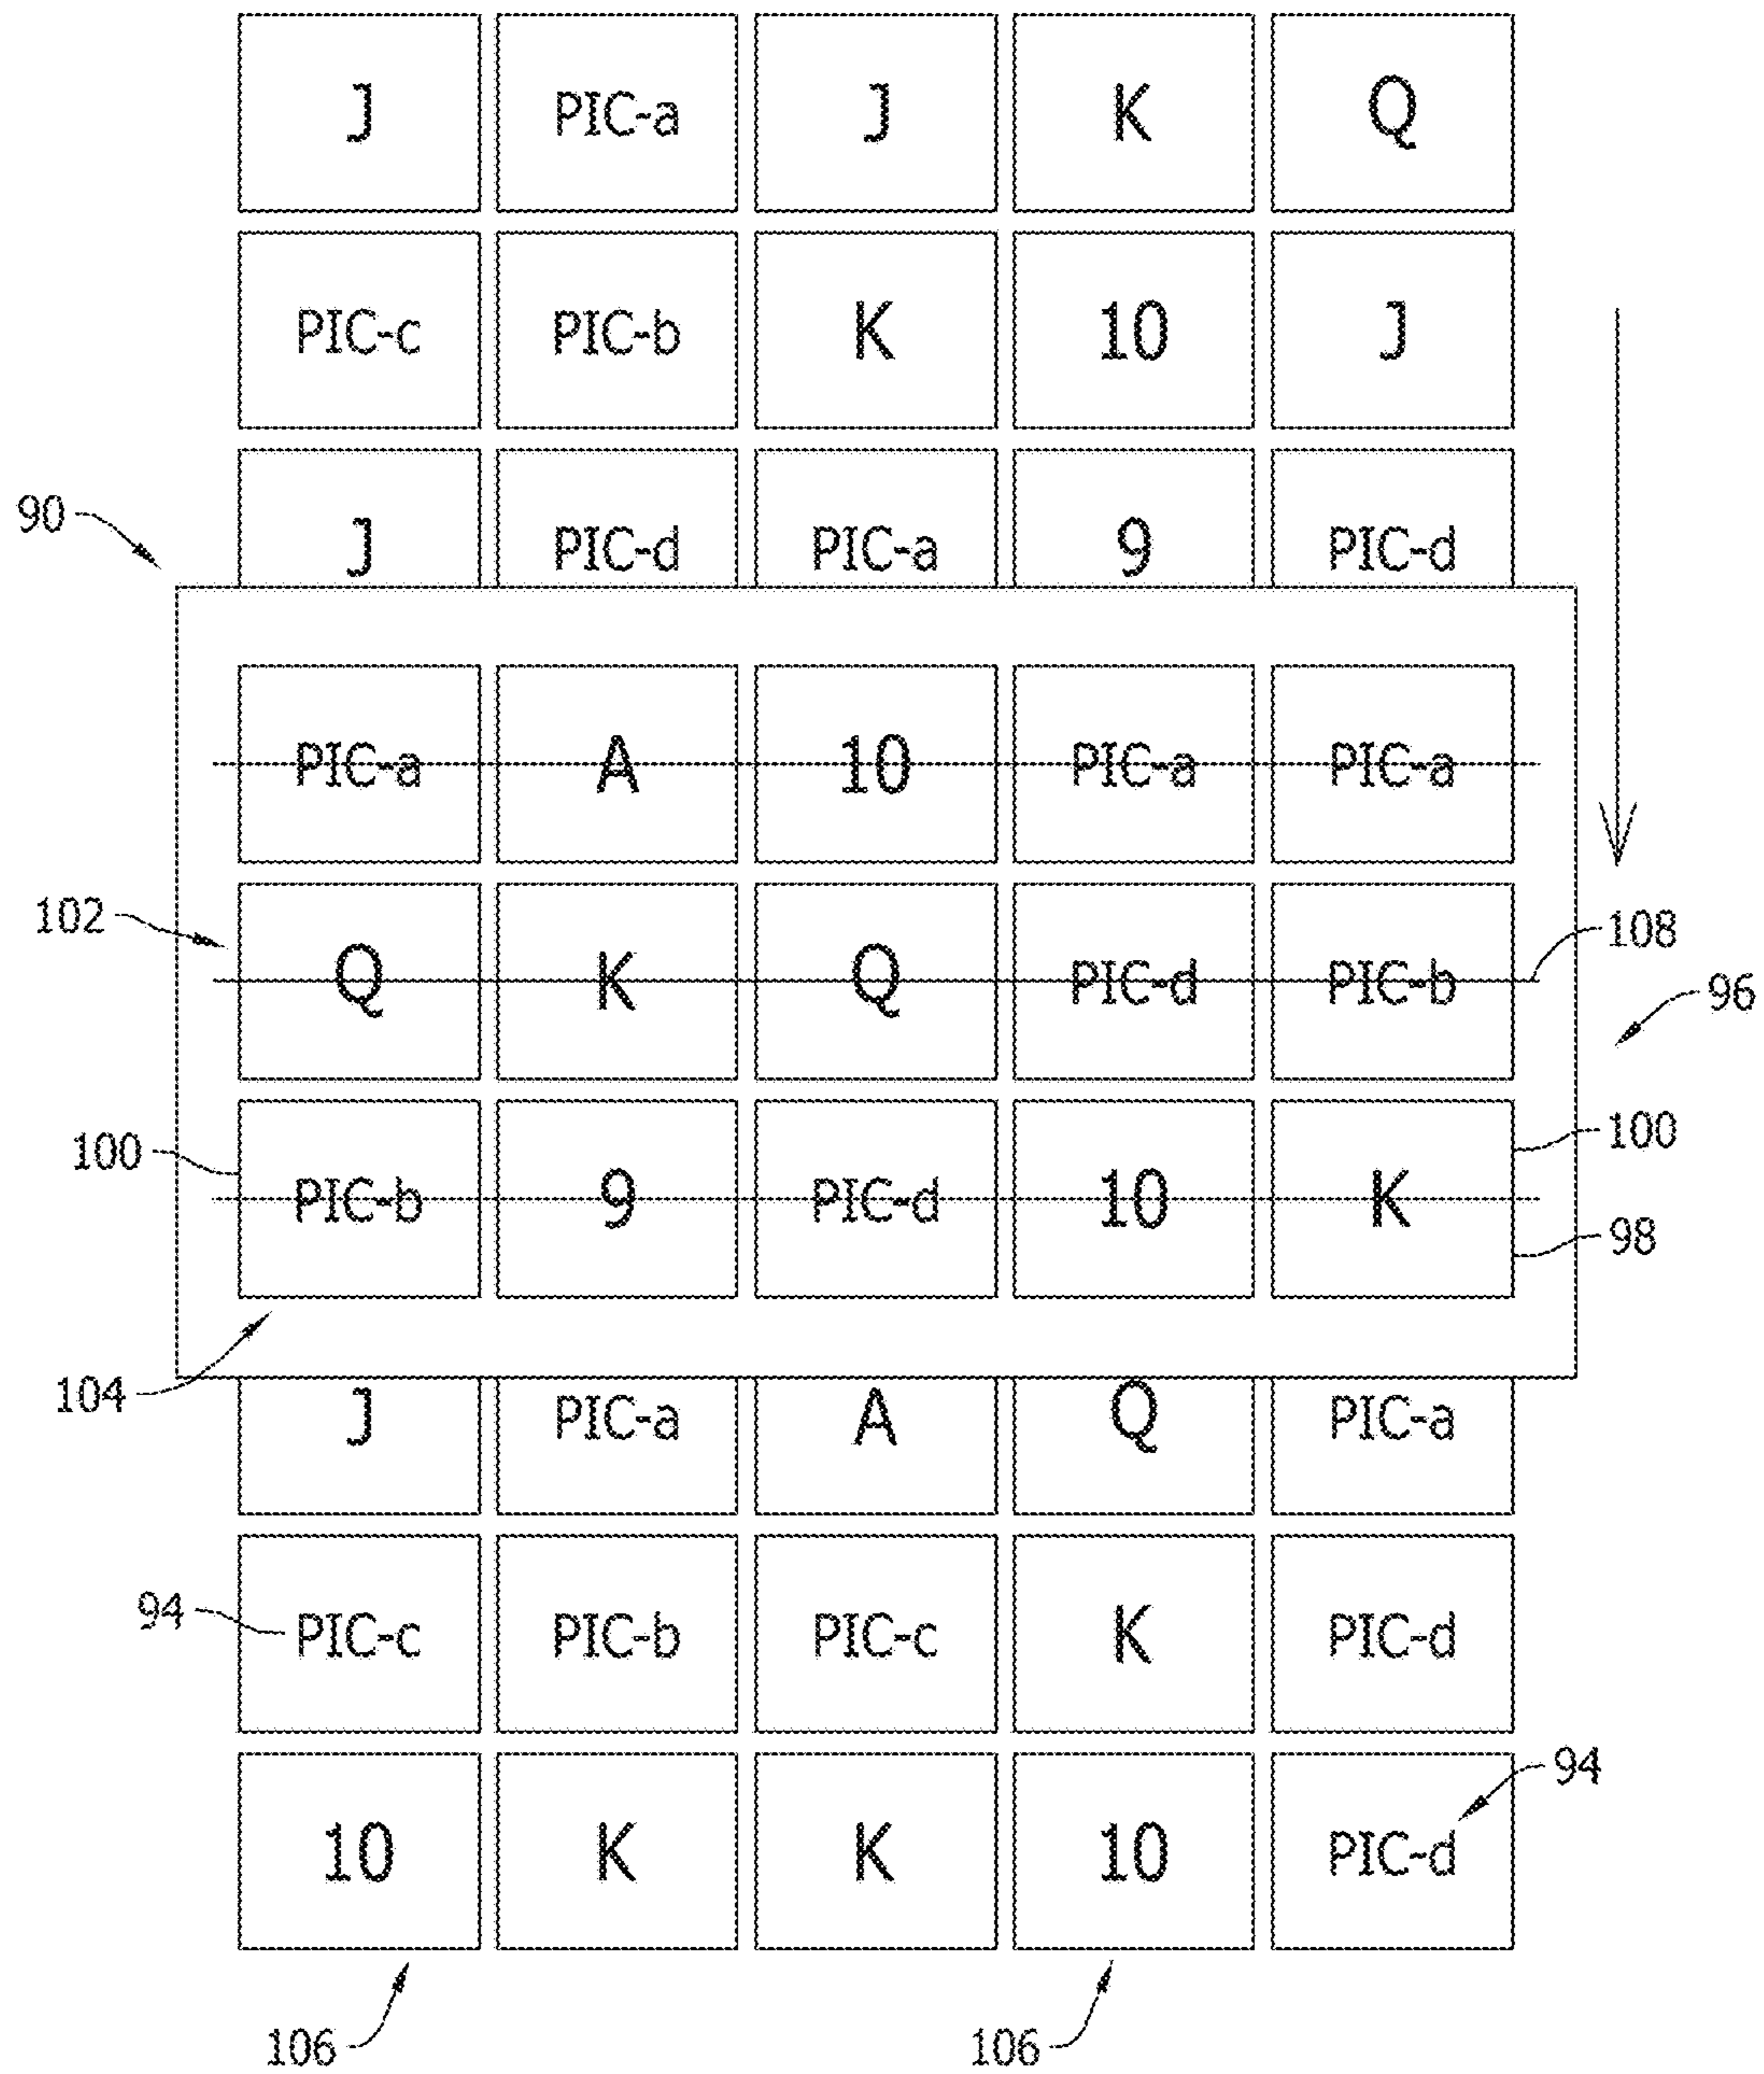 J PIC-a J K Q
PIC-c PIC-b K 10 J
90 J PIC-d PIC-a 9 PIC-d
PIC-a A 10 PIC-a PIC-a
102 Q K Q PIC-d PIC-b 108
96
100 PIC-b 9 PIC-d 10 K 100
98
104 J PIC-a A Q PIC-a
94 PIC-c PIC-b PIC-c K PIC-d
94
10 K K 10 PIC-d
106 106